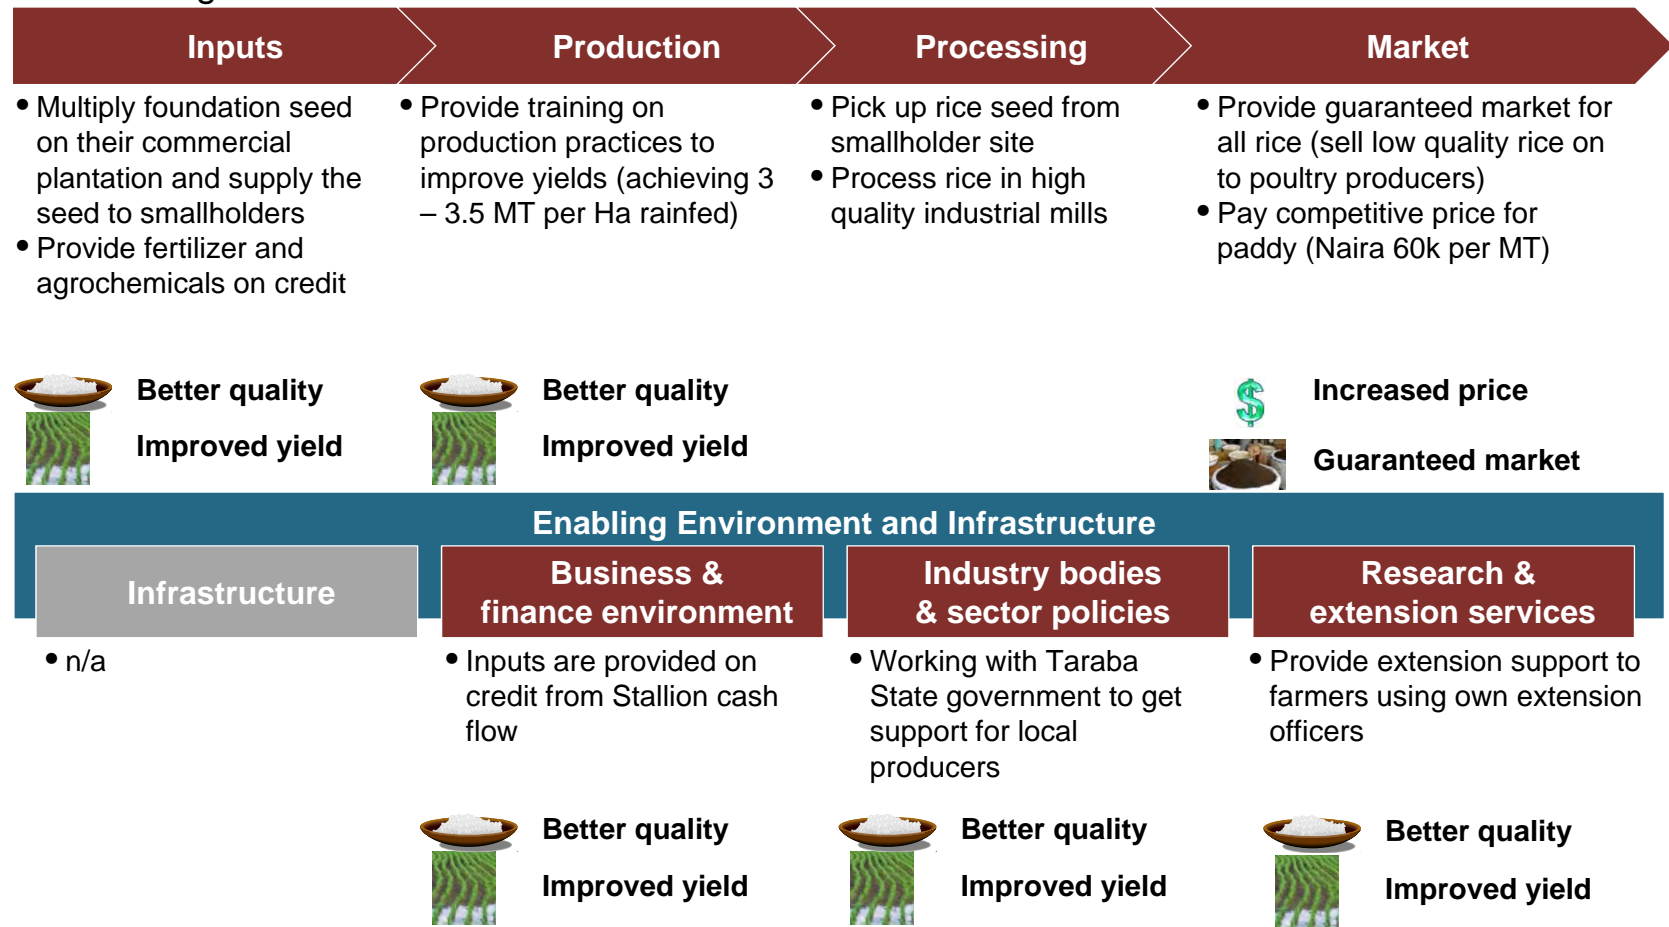 Inputs
Production
Processing
Market
• Multiply foundation seed
on their commercial
plantation and supply the
seed to smallholders
• Provide fertilizer and
agrochemicals on credit
• Provide training on
production practices to
improve yields (achieving 3
– 3.5 MT per Ha rainfed)
• Pick up rice seed from
smallholder site
• Process rice in high
quality industrial mills
• Provide guaranteed market for
all rice (sell low quality rice on
to poultry producers)
• Pay competitive price for
paddy (Naira 60k per MT)
Better quality
Improved yield
Better quality
Improved yield
Increased price
Guaranteed market
Enabling Environment and Infrastructure
Infrastructure
Business &
finance environment
Industry bodies
& sector policies
Research &
extension services
• n/a
• Inputs are provided on
credit from Stallion cash
flow
• Working with Taraba
State government to get
support for local
producers
• Provide extension support to
farmers using own extension
officers
Better quality
Improved yield
Better quality
Improved yield
Better quality
Improved yield